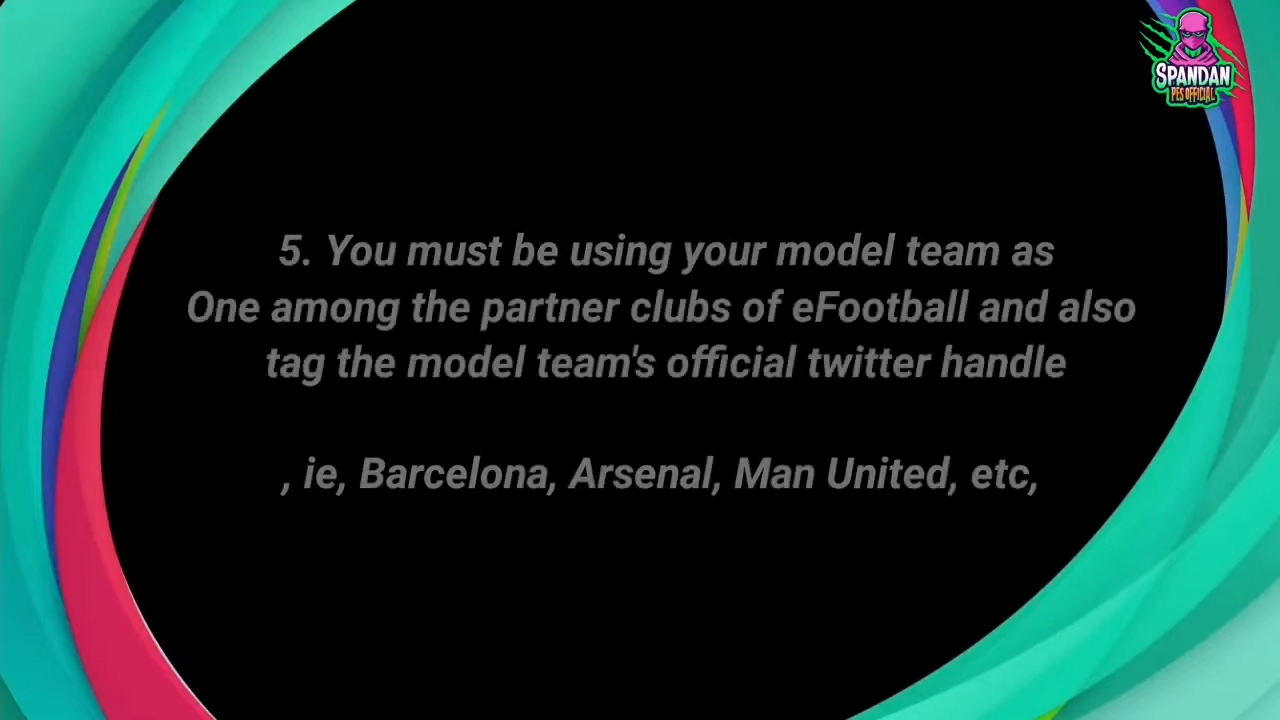 SPANDAN
PES OFFICIAL
5. You must be using your model team as
One among the partner clubs of eFootball and also
tag the model team's official twitter handle
, ie, Barcelona, Arsenal, Man United, etc,